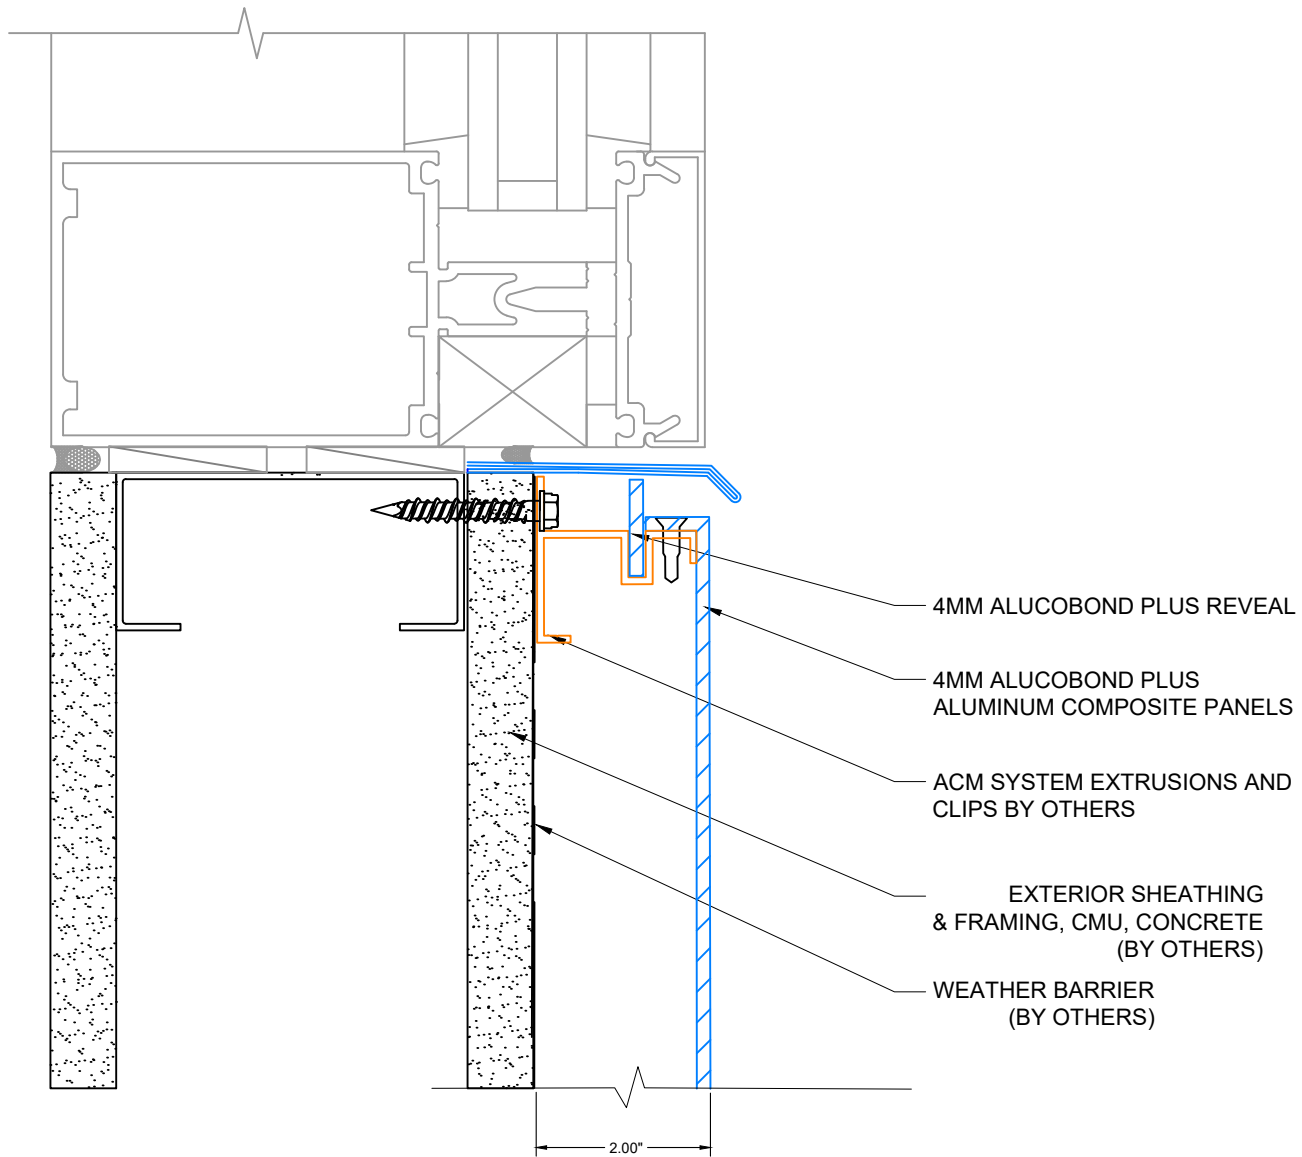 4MM ALUCOBOND PLUS REVEAL
4MM ALUCOBOND PLUS
ALUMINUM COMPOSITE PANELS
ACM SYSTEM EXTRUSIONS AND
CLIPS BY OTHERS
EXTERIOR SHEATHING
& FRAMING, CMU, CONCRETE
(BY OTHERS)
WEATHER BARRIER
(BY OTHERS)
2.00"